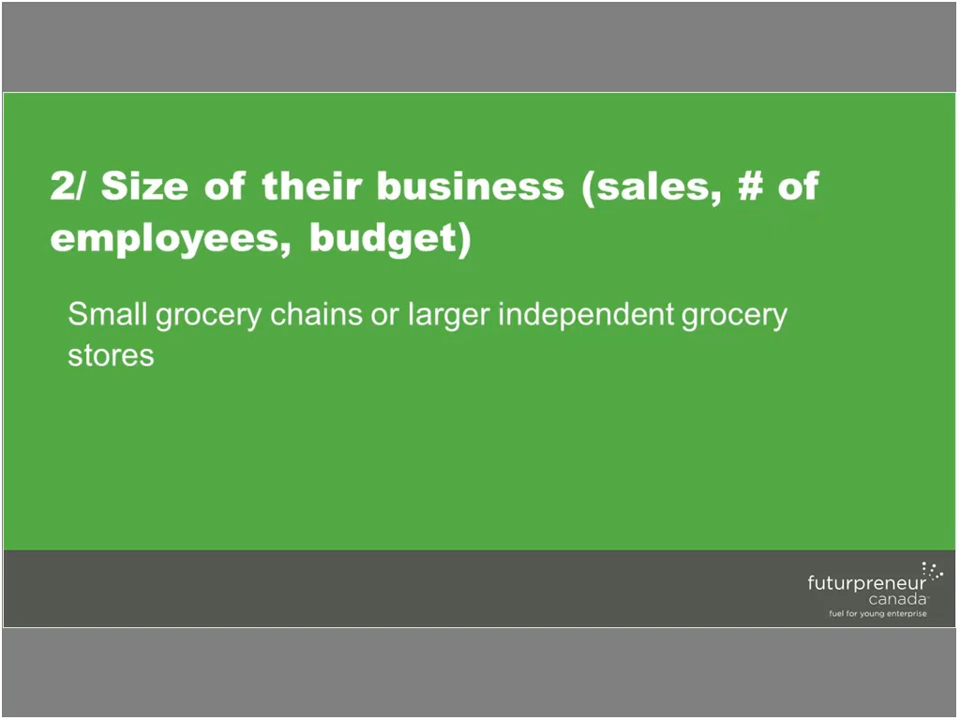 2/ Size of their business (sales, # of
employees, budget)
Small grocery chains or larger independent grocery
stores
futurpreneur
canada
fuel for young enterprise